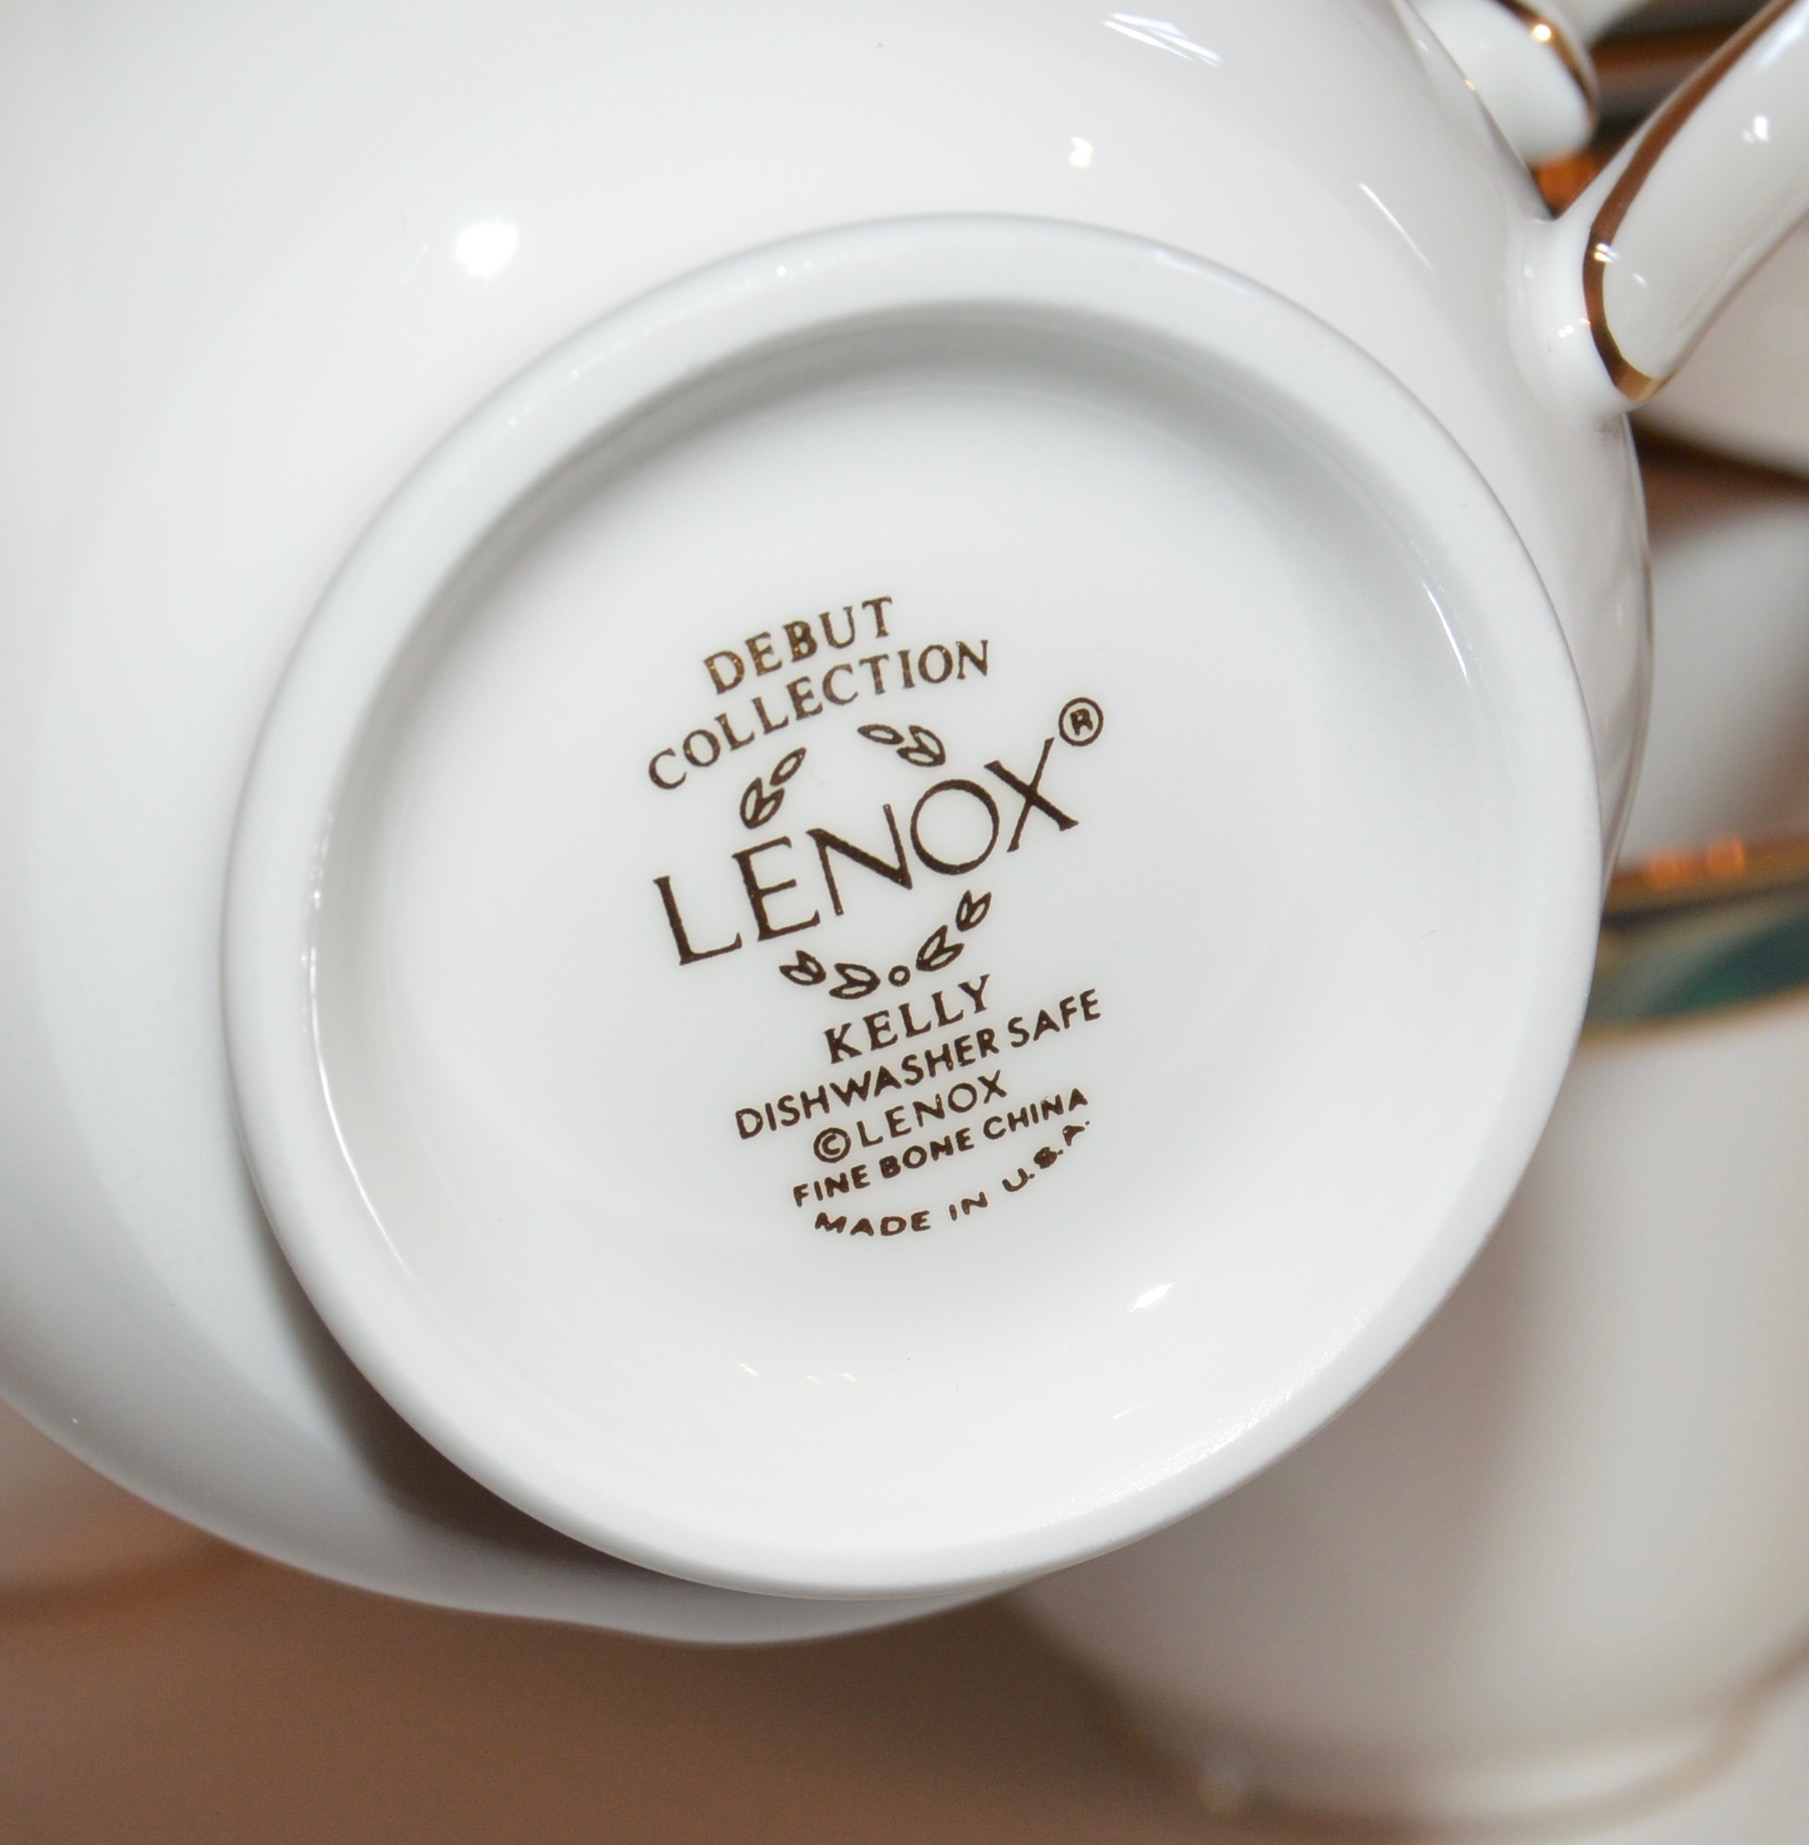 DEBUT
COLLECTION
LENOX®
KELLY
DISHWASHER SAFE
©LENOX
FINE BONE CHINA
MADE IN U.S.A.